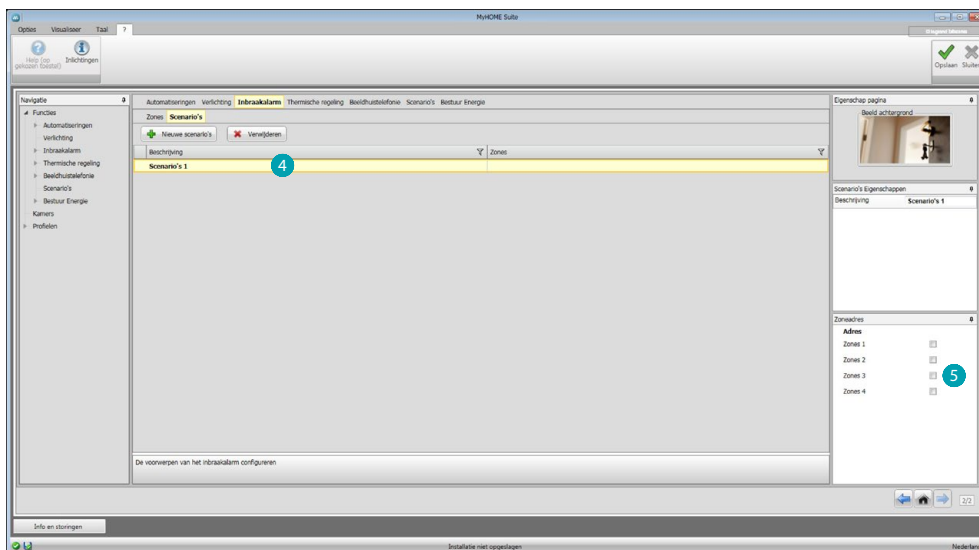 MyHOME Suite
Opties Visualiseer Taal ?
Help (op gekozen toestel)
Inlichtingen
Opslaan
Sluiten
Navigatie
Functies
Automatiseringen
Verlichting
Inbraakalarm
Thermische regeling
Beeldhuistelefonie
Scenario's
Bestuur Energie
Kamers
Profielen
Automatiseringen Verlichting Inbraakalarm Thermische regeling Beeldhuistelefonie Scenario's Bestuur Energie
Zones Scenario's
Nieuwe scenario's Verwijderen
Beschrijving Zones
Scenario's 1 4
De voorwerpen van het inbraakalarm configureren
Eigenschap pagina
Beeld achtergrond
Scenario's Eigenschappen
Beschrijving Scenario's 1
Zoneadres
Adres
Zones 1
Zones 2
Zones 3 5
Zones 4
2/2
Info en storingen
Installatie niet opgeslagen
Nederlan